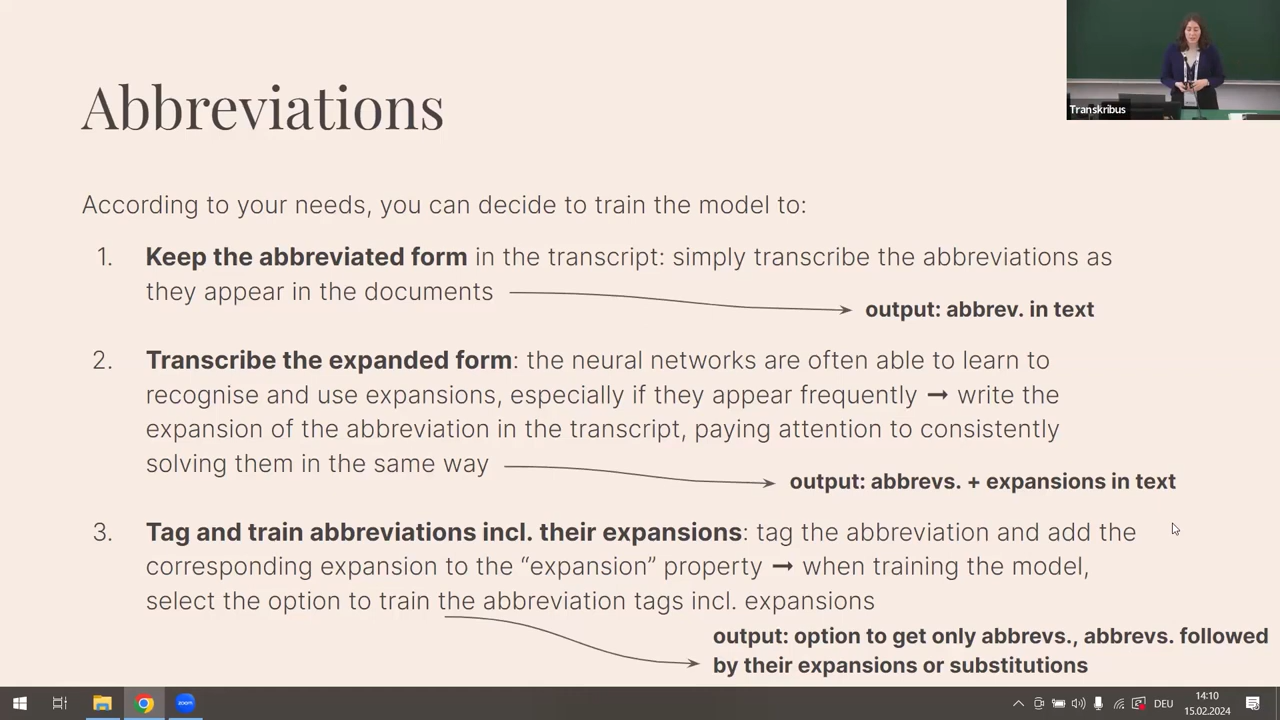 Transkribus
Abbreviations
According to your needs, you can decide to train the model to:
1. Keep the abbreviated form in the transcript: simply transcribe the abbreviations as
they appear in the documents
output: abbrev. in text
2. Transcribe the expanded form: the neural networks are often able to learn to
recognise and use expansions, especially if they appear frequently → write the
expansion of the abbreviation in the transcript, paying attention to consistently
solving them in the same way
output: abbrevs. + expansions in text
3. Tag and train abbreviations incl. their expansions: tag the abbreviation and add the
corresponding expansion to the “expansion” property → when training the model,
select the option to train the abbreviation tags incl. expansions
output: option to get only abbrevs., abbrevs. followed
by their expansions or substitutions
zoom
DEU
14:10
15.02.2024